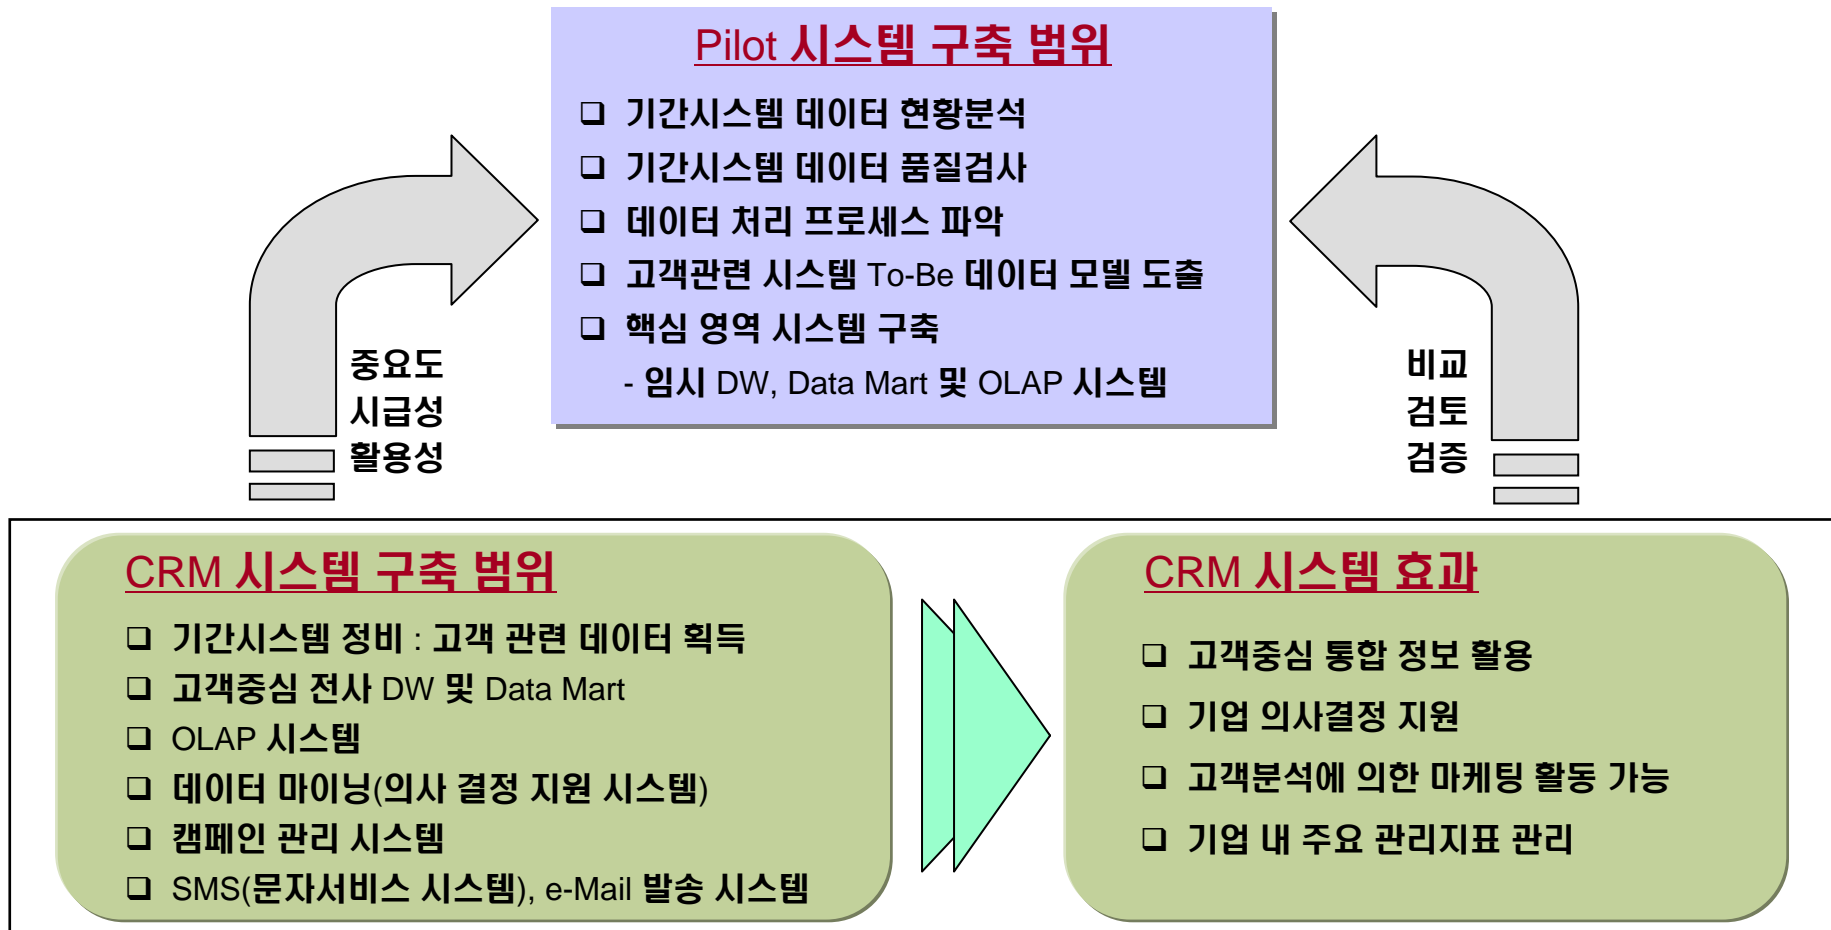 Pilot 시스템 구축 범위
❑ 기간시스템 데이터 현황분석
❑ 기간시스템 데이터 품질검사
❑ 데이터 처리 프로세스 파악
❑ 고객관련 시스템 To-Be 데이터 모델 도출
❑ 핵심 영역 시스템 구축
- 임시 DW, Data Mart 및 OLAP 시스템
중요도
시급성
활용성
비교
검토
검증
CRM 시스템 구축 범위
❑ 기간시스템 정비 : 고객 관련 데이터 획득
❑ 고객중심 전사 DW 및 Data Mart
❑ OLAP 시스템
❑ 데이터 마이닝(의사 결정 지원 시스템)
❑ 캠페인 관리 시스템
❑ SMS(문자서비스 시스템), e-Mail 발송 시스템
CRM 시스템 효과
❑ 고객중심 통합 정보 활용
❑ 기업 의사결정 지원
❑ 고객분석에 의한 마케팅 활동 가능
❑ 기업 내 주요 관리지표 관리